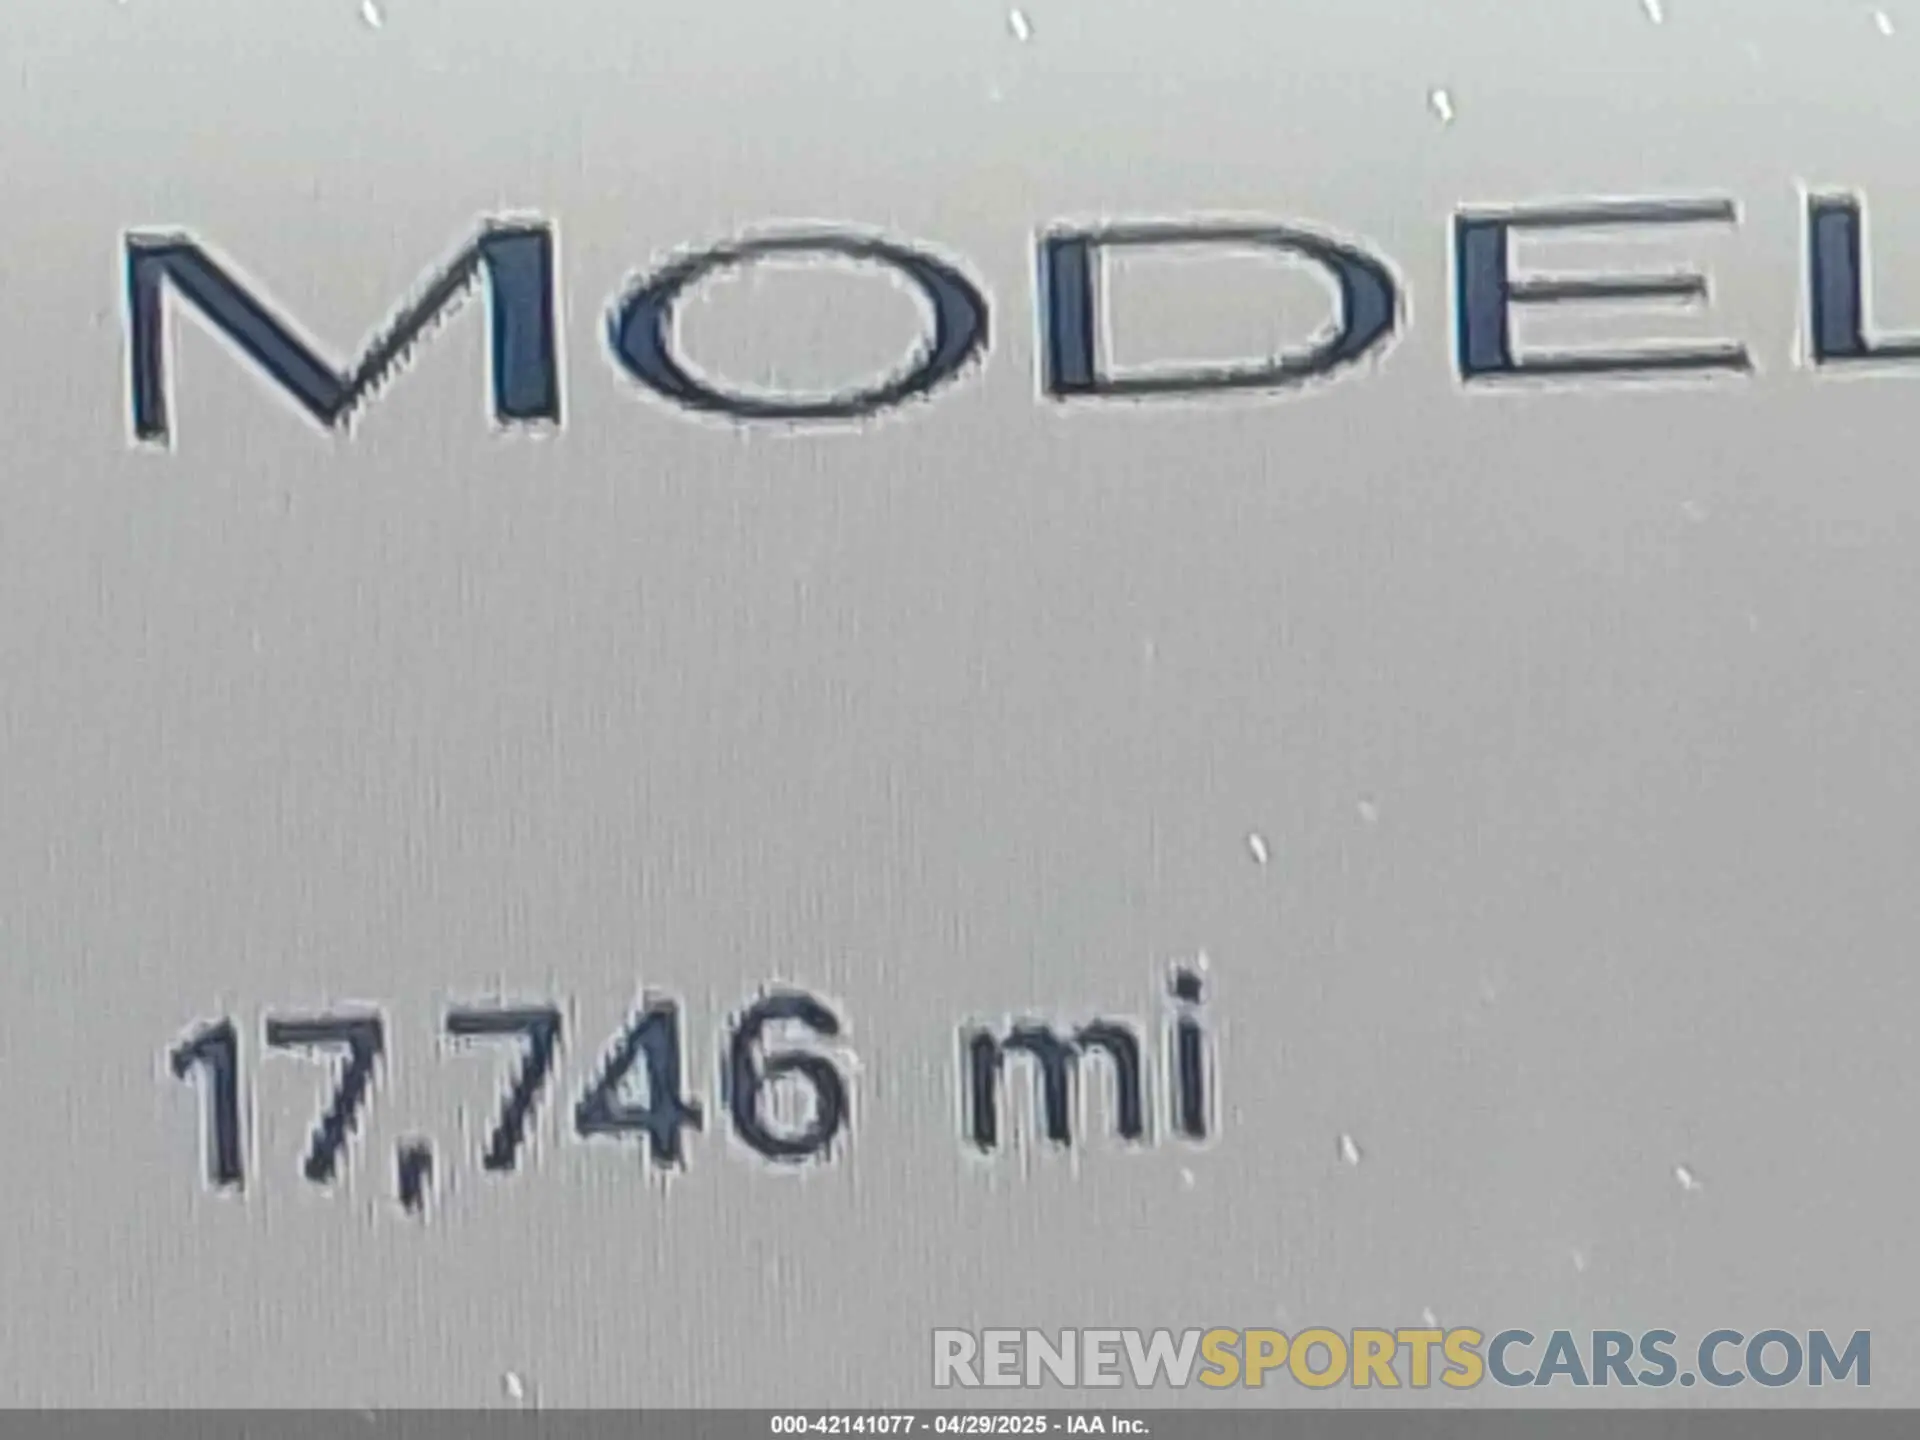 MODEL
17,746 mi
RENEWSPORTSCARS.COM
000-42141077 - 04/29/2025 - IAA Inc.